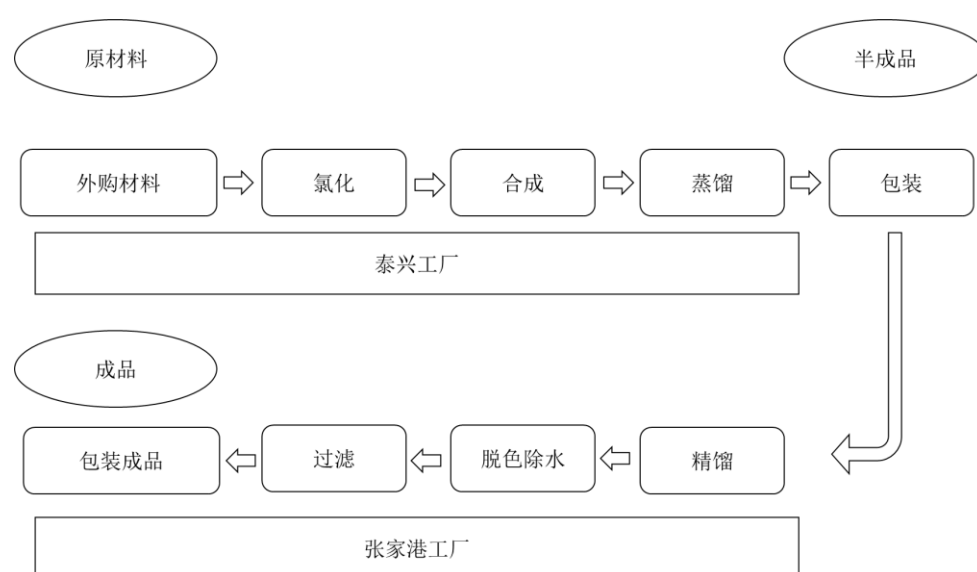 原材料
半成品
外购材料
氯化
合成
蒸馏
包装
泰兴工厂
成品
包装成品
过滤
脱色除水
精馏
张家港工厂